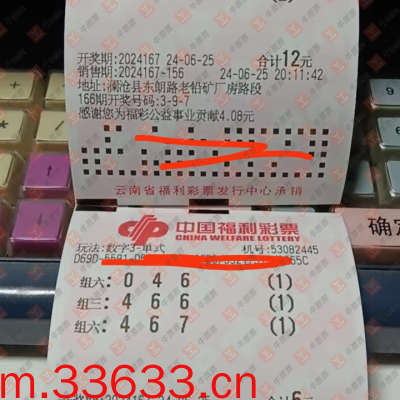 (1)
开奖期:2024167 24-06-25 合计12元
销售期:2024167-156 24-06-25 20:11:42
地址:澜沧县东朗路老铅矿厂房路段
166期开奖号码:3-9-7
感谢您为福彩公益事业贡献4.08元
云南省福利彩票发行中心承销
中国福利彩票
CHINA WELFARE LOTTERY
玩法:数字3-单式 机号:53082445
组六: 0 4 6 (1)
组三: 4 6 6 (1)
组六: 4 6 7 (1)
确定
m.33633.cn